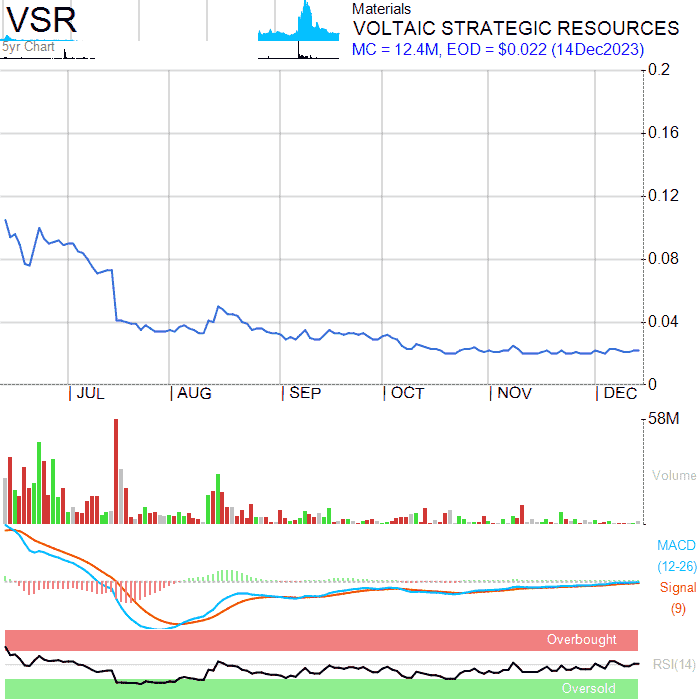 VSR
5yr Chart
Materials
VOLTAIC STRATEGIC RESOURCES
MC = 12.4M, EOD = $0.022 (14Dec2023)
0.2
0.16
0.12
0.08
0.04
0
JUL AUG SEP OCT NOV DEC
58M
Volume
MACD
(12-26)
Signal
(9)
Overbought
RSI(14)
Oversold